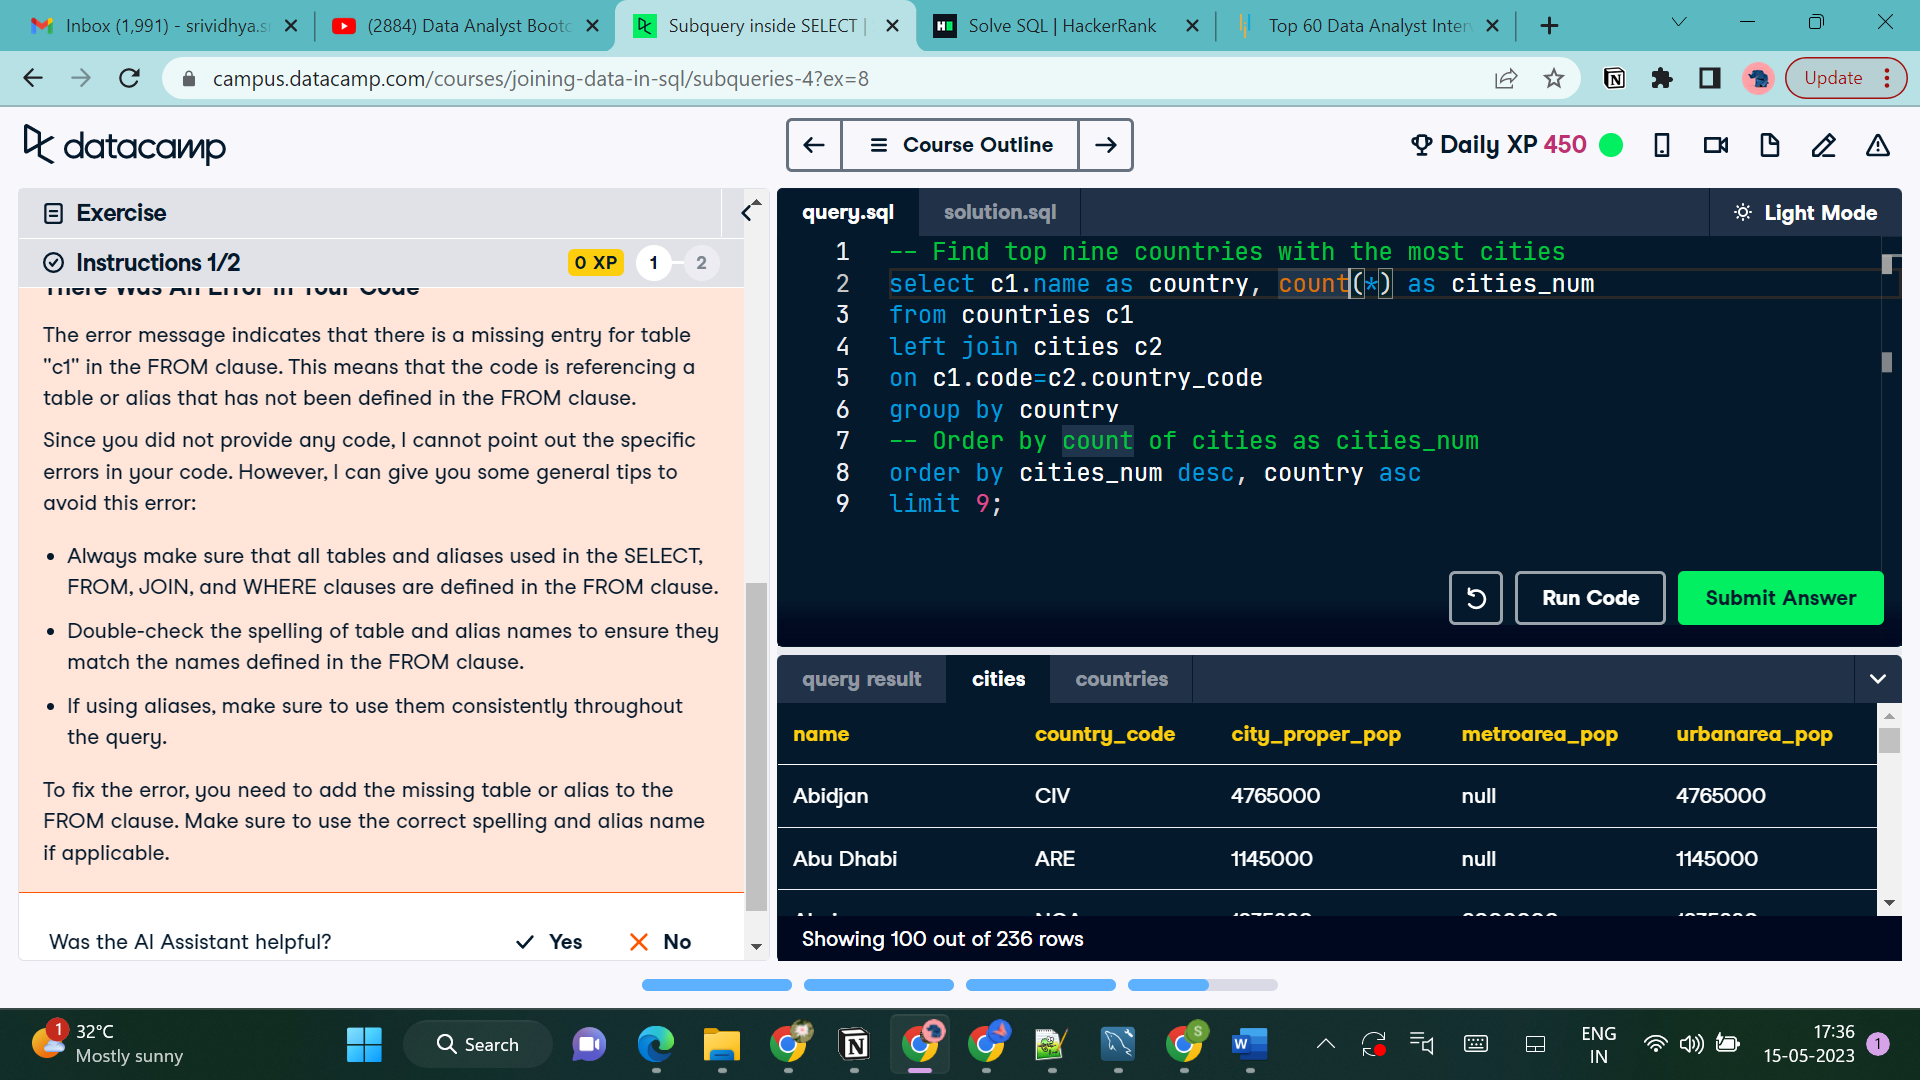 Inbox (1,991) - srividhya.s
(2884) Data Analyst Bootc
Subquery inside SELECT |
Solve SQL | HackerRank
Top 60 Data Analyst Interv
campus.datacamp.com/courses/joining-data-in-sql/subqueries-4?ex=8
Update
datacamp
Course Outline
Daily XP 450
Exercise
Instructions 1/2
0 XP
1
2
There Was An Error in Your Code
The error message indicates that there is a missing entry for table
"c1" in the FROM clause. This means that the code is referencing a
table or alias that has not been defined in the FROM clause.
Since you did not provide any code, I cannot point out the specific
errors in your code. However, I can give you some general tips to
avoid this error:
• Always make sure that all tables and aliases used in the SELECT,
FROM, JOIN, and WHERE clauses are defined in the FROM clause.
• Double-check the spelling of table and alias names to ensure they
match the names defined in the FROM clause.
• If using aliases, make sure to use them consistently throughout
the query.
To fix the error, you need to add the missing table or alias to the
FROM clause. Make sure to use the correct spelling and alias name
if applicable.
Was the AI Assistant helpful?
Yes
No
query.sql
solution.sql
Light Mode
1 -- Find top nine countries with the most cities
2 select c1.name as country, count(*) as cities_num
3 from countries c1
4 left join cities c2
5 on c1.code=c2.country_code
6 group by country
7 -- Order by count of cities as cities_num
8 order by cities_num desc, country asc
9 limit 9;
Run Code
Submit Answer
query result
cities
countries
name country_code city_proper_pop metroarea_pop urbanarea_pop
Abidjan CIV 4765000 null 4765000
Abu Dhabi ARE 1145000 null 1145000
Showing 100 out of 236 rows
1
32°C
Mostly sunny
Search
S
W
ENG
IN
17:36
15-05-2023
1